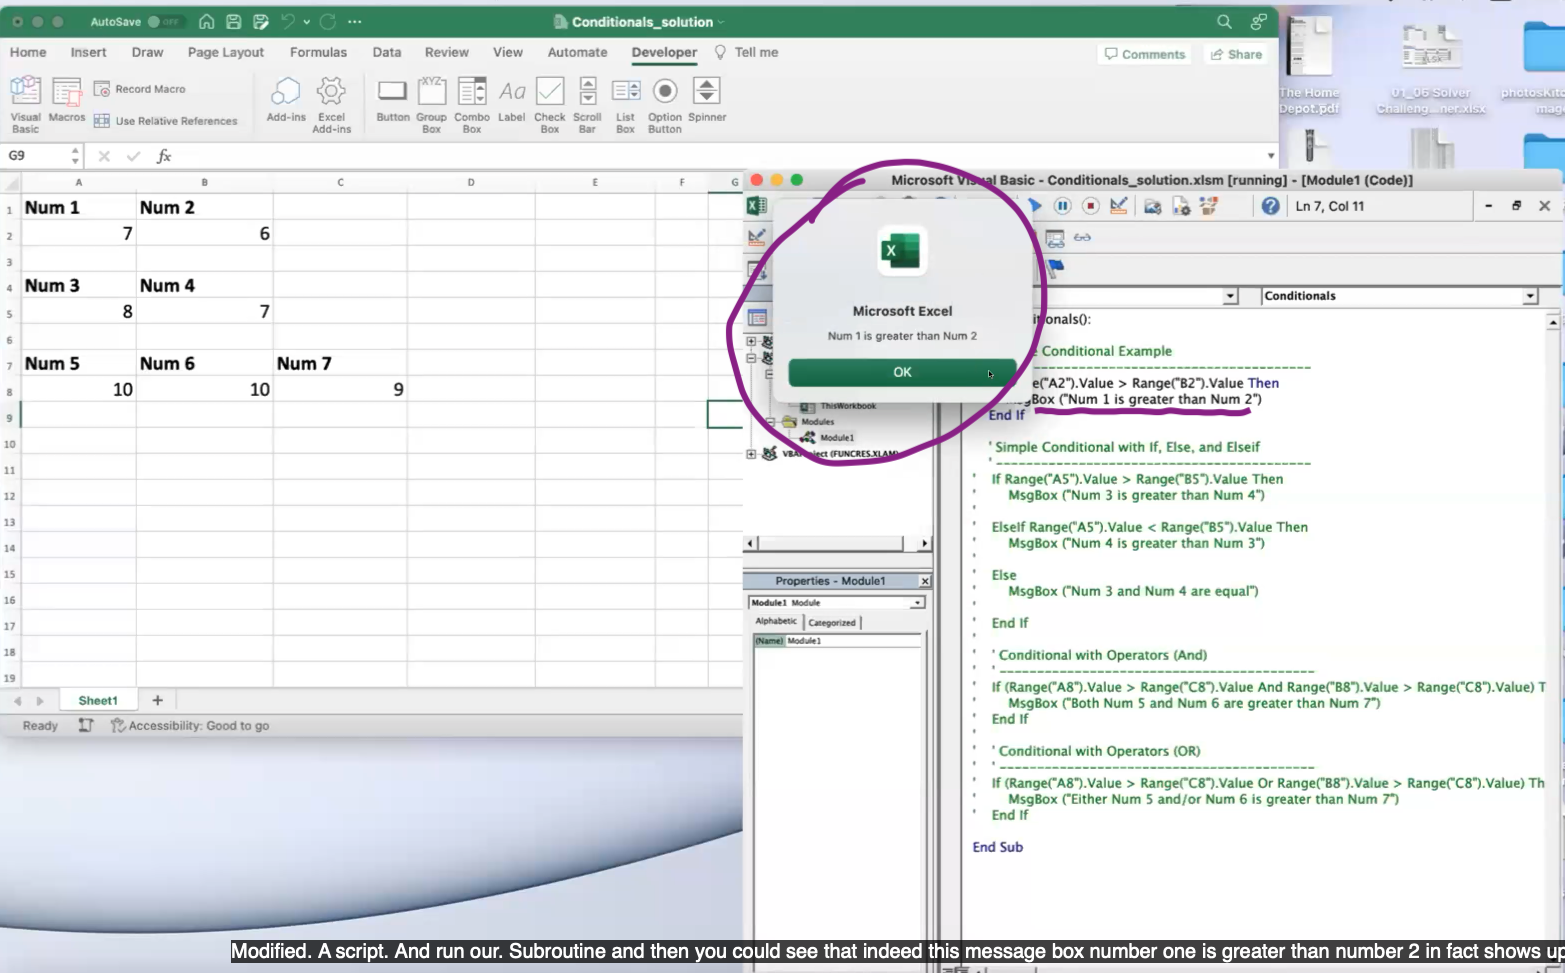 AutoSave OFF
Conditionals_solution
Home Insert Draw Page Layout Formulas Data Review View Automate Developer Tell me
Comments Share
Visual Basic
Macros
Record Macro
Use Relative References
Add-ins
Excel Add-ins
Button
Group Box
Combo Box
Label
Check Box
Scroll Bar
List Box
Option Button
Spinner
G9 fx
A B C D E F G
1 Num 1 Num 2
2 7 6
3
4 Num 3 Num 4
5 8 7
6
7 Num 5 Num 6 Num 7
8 10 10 9
9
10
11
12
13
14
15
16
17
18
19
Sheet1 +
Ready Accessibility: Good to go
The Home
Depot.pdf
01_06 Solver
Challeng...ner.xlsx
Microsoft Visual Basic - Conditionals_solution.xlsm [running] - [Module1 (Code)]
Ln 7, Col 11
Microsoft Excel
Num 1 is greater than Num 2
OK
ThisWorkbook
Modules
Module1
(FUNCRES.XLAM)
Properties - Module1
Module1 Module
Alphabetic Categorized
(Name) Module1
Conditionals
Conditional Example
("A2").Value > Range("B2").Value Then
Box ("Num 1 is greater than Num 2")
End If
' Simple Conditional with If, Else, and Elseif
' ----------------------------------------
' If Range("A5").Value > Range("B5").Value Then
' MsgBox ("Num 3 is greater than Num 4")
'
' ElseIf Range("A5").Value < Range("B5").Value Then
' MsgBox ("Num 4 is greater than Num 3")
'
' Else
' MsgBox ("Num 3 and Num 4 are equal")
'
' End If
'
' ' Conditional with Operators (And)
' ' ----------------------------------------
' If (Range("A8").Value > Range("C8").Value And Range("B8").Value > Range("C8").Value) T
' MsgBox ("Both Num 5 and Num 6 are greater than Num 7")
' End If
'
' ' Conditional with Operators (OR)
' ' ----------------------------------------
' If (Range("A8").Value > Range("C8").Value Or Range("B8").Value > Range("C8").Value) Th
' MsgBox ("Either Num 5 and/or Num 6 is greater than Num 7")
' End If
End Sub
Modified. A script. And run our. Subroutine and then you could see that indeed this message box number one is greater than number 2 in fact shows up